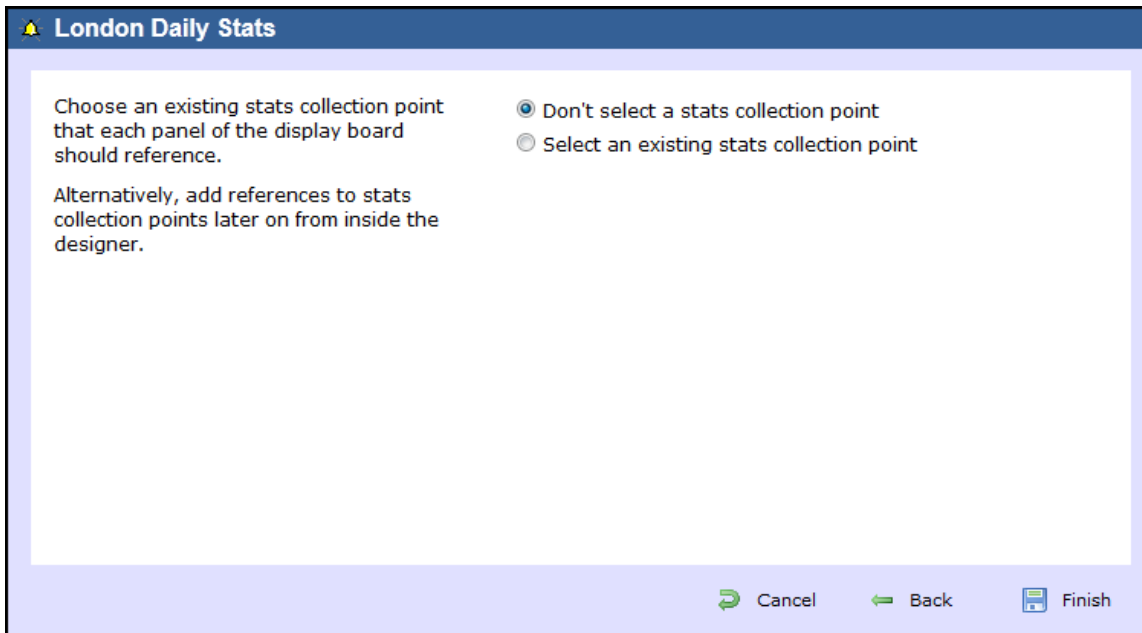 London Daily Stats
Choose an existing stats collection point
that each panel of the display board
should reference.
Alternatively, add references to stats
collection points later on from inside the
designer.
Don't select a stats collection point
Select an existing stats collection point
Cancel
Back
Finish